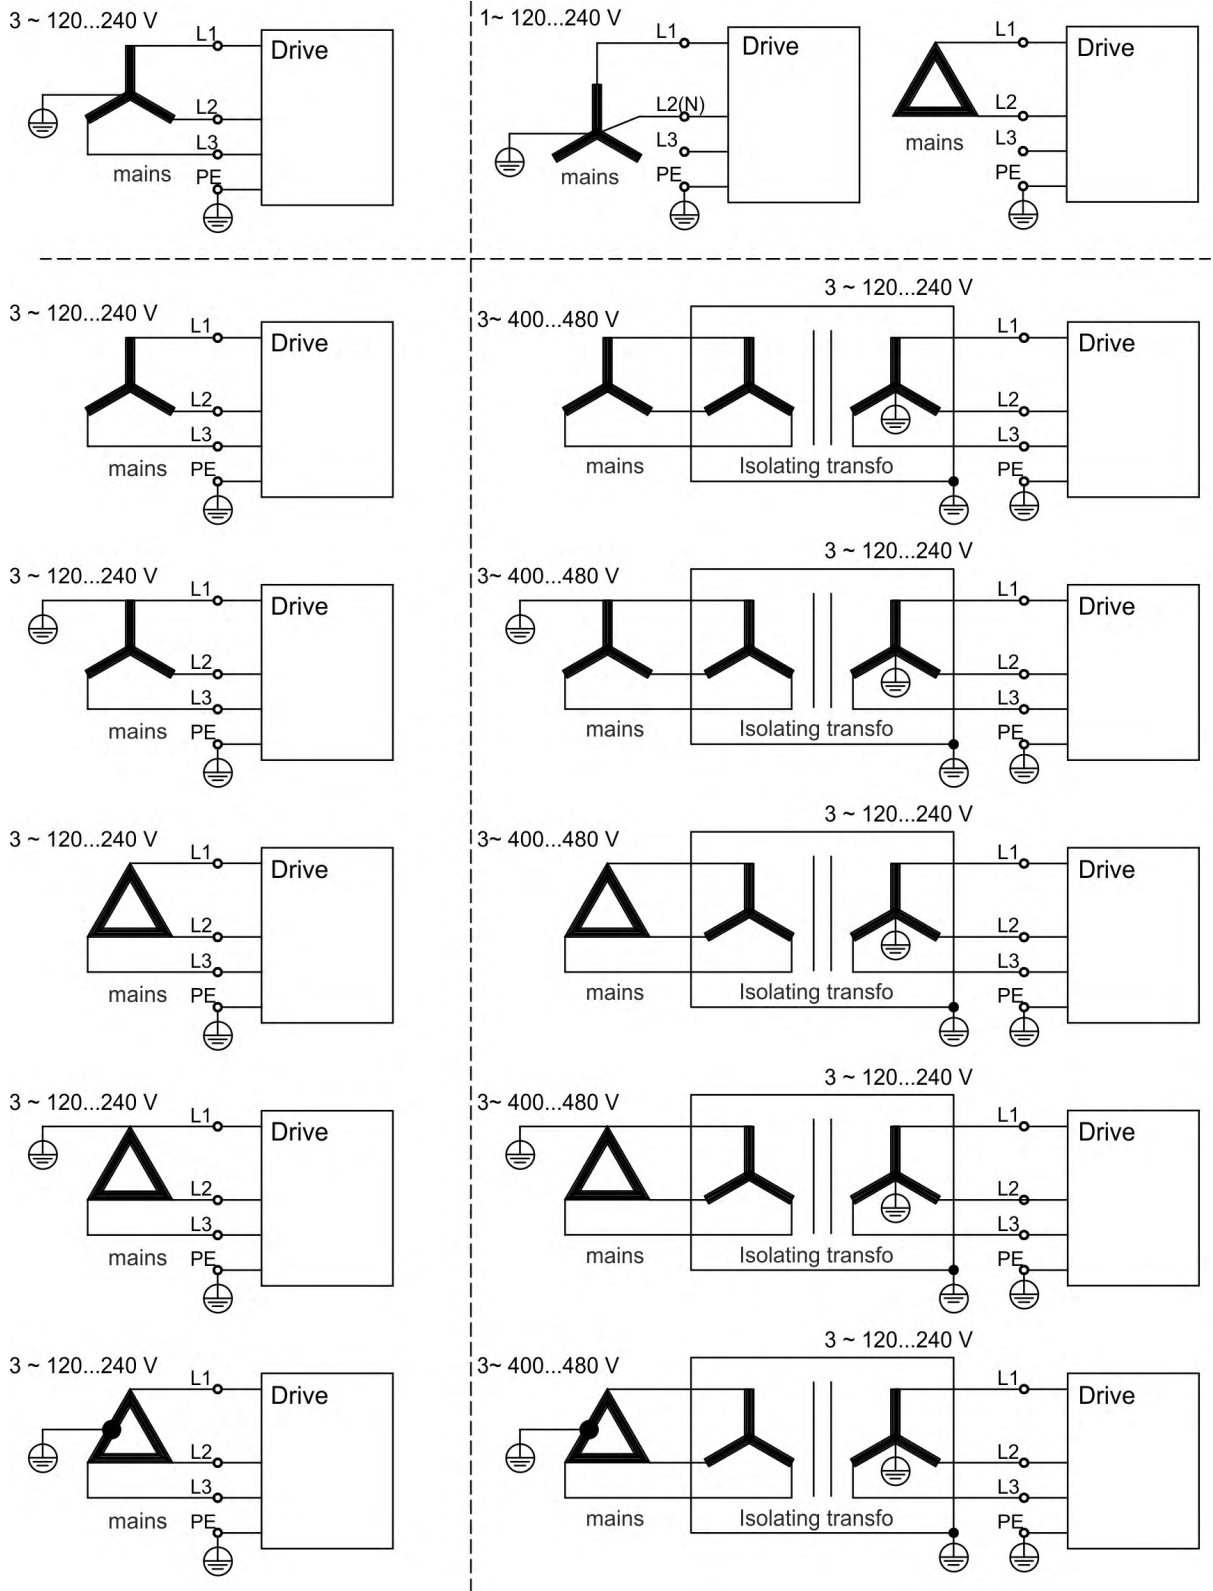 3 ~ 120...240 V
L1
Drive
L2
L3
mains
PE
1~ 120...240 V
L1
Drive
L2(N)
L3
mains
PE
L1
Drive
L2
mains
L3
PE
3 ~ 120...240 V
L1
Drive
L2
L3
mains
PE
3 ~ 120...240 V
3~ 400...480 V
L1
Drive
L2
L3
mains
Isolating transfo
PE
3 ~ 120...240 V
L1
Drive
L2
L3
mains
PE
3 ~ 120...240 V
3~ 400...480 V
L1
Drive
L2
L3
mains
Isolating transfo
PE
3 ~ 120...240 V
L1
Drive
L2
L3
mains
PE
3 ~ 120...240 V
3~ 400...480 V
L1
Drive
L2
L3
mains
Isolating transfo
PE
3 ~ 120...240 V
L1
Drive
L2
L3
mains
PE
3 ~ 120...240 V
3~ 400...480 V
L1
Drive
L2
L3
mains
Isolating transfo
PE
3 ~ 120...240 V
L1
Drive
L2
L3
mains
PE
3 ~ 120...240 V
3~ 400...480 V
L1
Drive
L2
L3
mains
Isolating transfo
PE